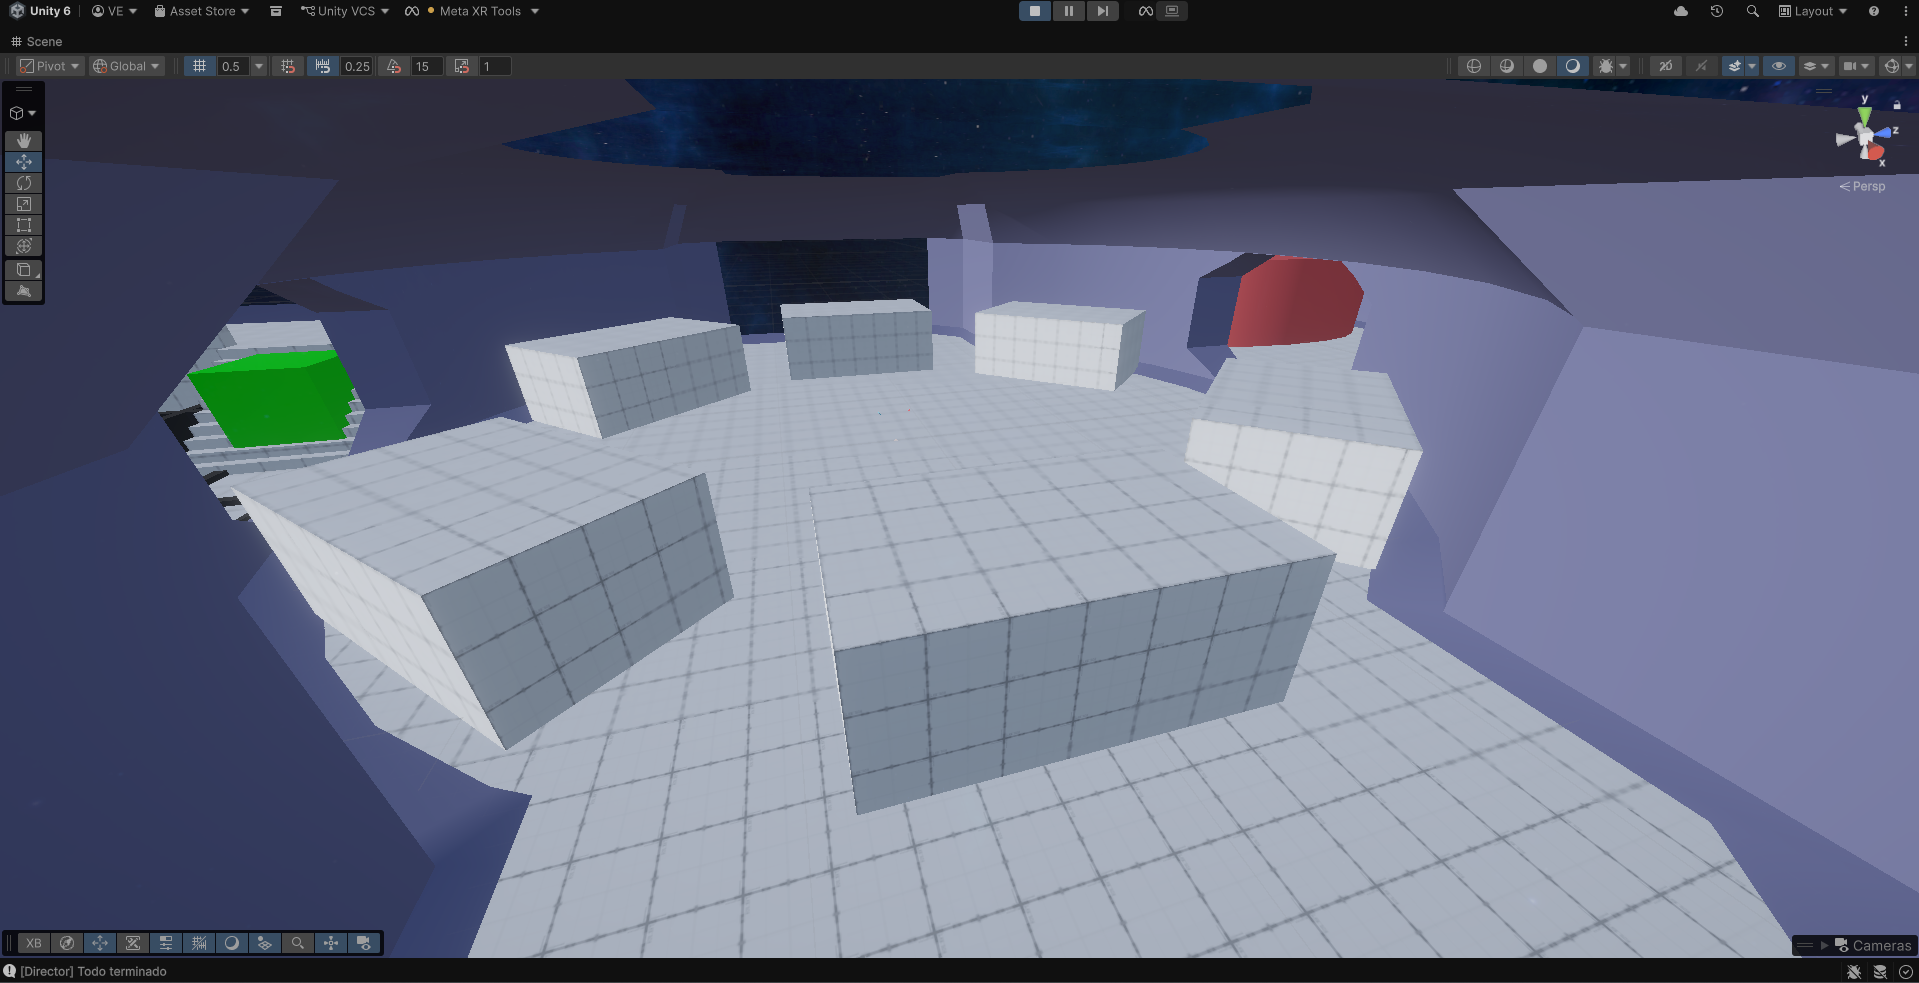 Unity 6 VE Asset Store Unity VCS Meta XR Tools Layout
Scene
Pivot Global 0.5 0.25 15 1 2D
y
z
x
Persp
XB
Cameras
[Director] Todo terminado